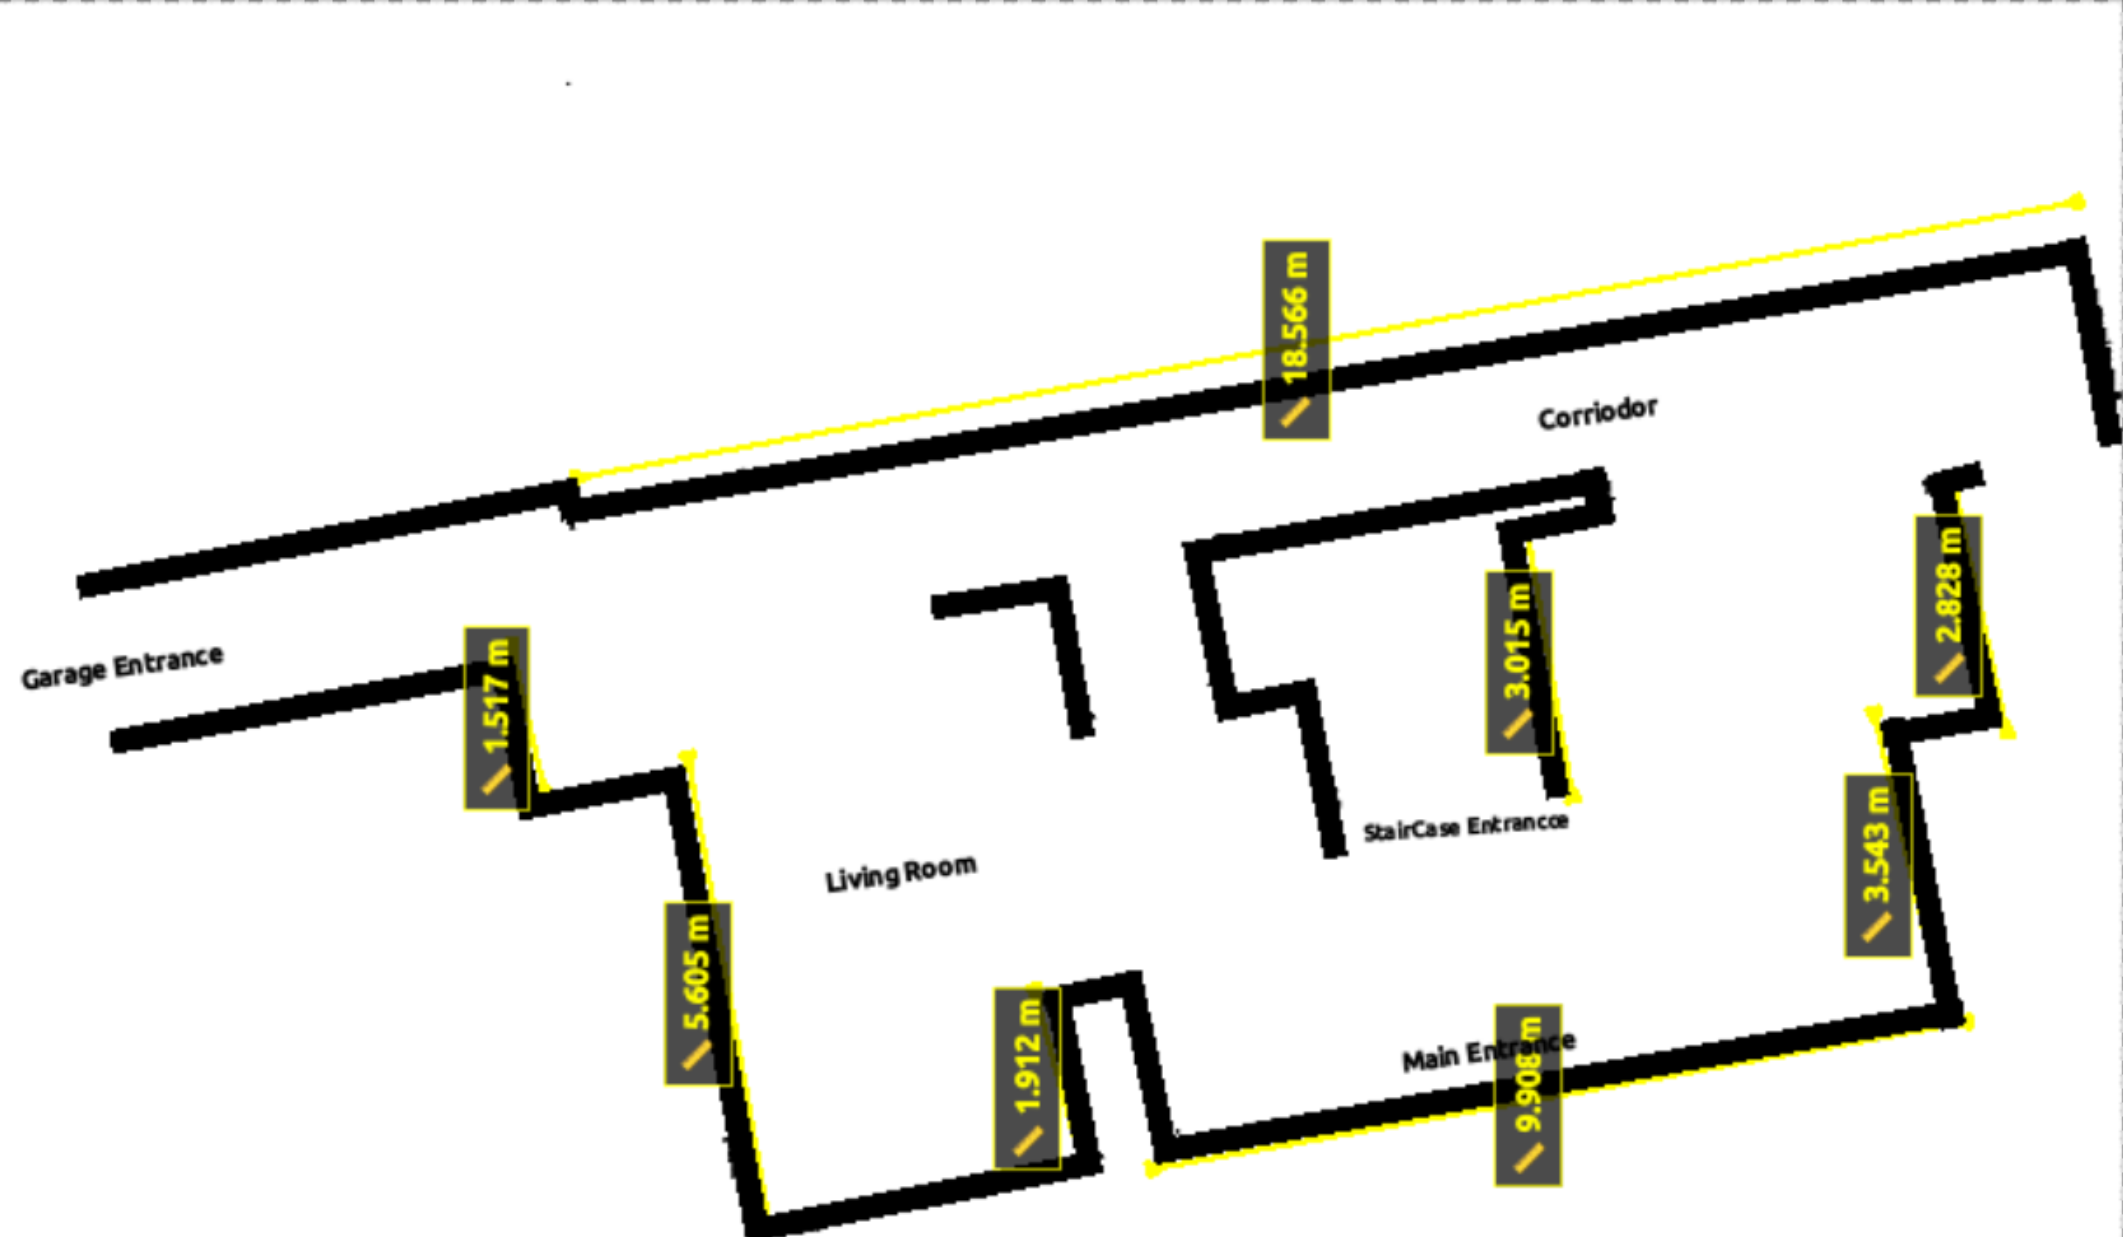 18.566 m
Corriodor
2.828 m
3.015 m
Garage Entrance
1.517 m
StairCase Entrancce
3.543 m
Living Room
5.605 m
1.912 m
Main Entrance
9.908 m